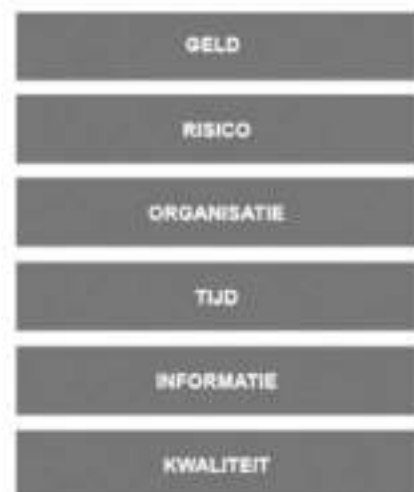 GELD
RISICO
ORGANISATIE
TIJD
INFORMATIE
KWALITEIT